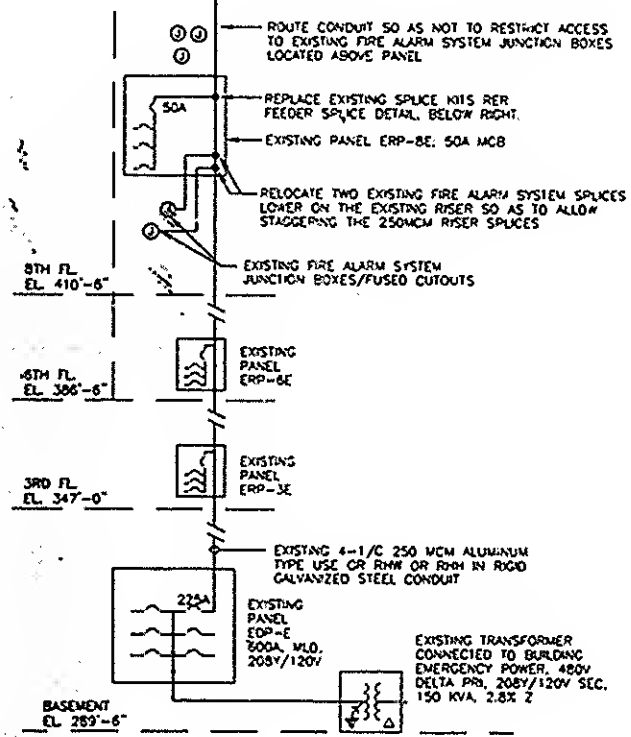 ROUTE CONDUIT SO AS NOT TO RESTRICT ACCESS
TO EXISTING FIRE ALARM SYSTEM JUNCTION BOXES
LOCATED ABOVE PANEL
J J
J
50A
REPLACE EXISTING SPLICE KITS RER
FEEDER SPLICE DETAIL, BELOW RIGHT.
EXISTING PANEL ERP-8E; 50A MCB
RELOCATE TWO EXISTING FIRE ALARM SYSTEM SPLICES
LOWER ON THE EXISTING RISER SO AS TO ALLOW
STAGGERING THE 250MCM RISER SPLICES
J
J
EXISTING FIRE ALARM SYSTEM
JUNCTION BOXES/FUSED CUTOUTS
8TH FL.
EL. 410'-6"
EXISTING
PANEL
ERP-6E
6TH FL.
EL. 386'-6"
EXISTING
PANEL
ERP-3E
3RD FL.
EL. 347'-0"
EXISTING 4-1/C 250 MCM ALUMINUM
TYPE USE OR RHW OR RHH IN RIGID
GALVANIZED STEEL CONDUIT
225A
EXISTING
PANEL
EDP-E
600A, MLO,
208Y/120V
EXISTING TRANSFORMER
CONNECTED TO BUILDING
EMERGENCY POWER, 480V
DELTA PRI, 208Y/120V SEC,
150 KVA, 2.8% Z
BASEMENT
EL. 289'-6"